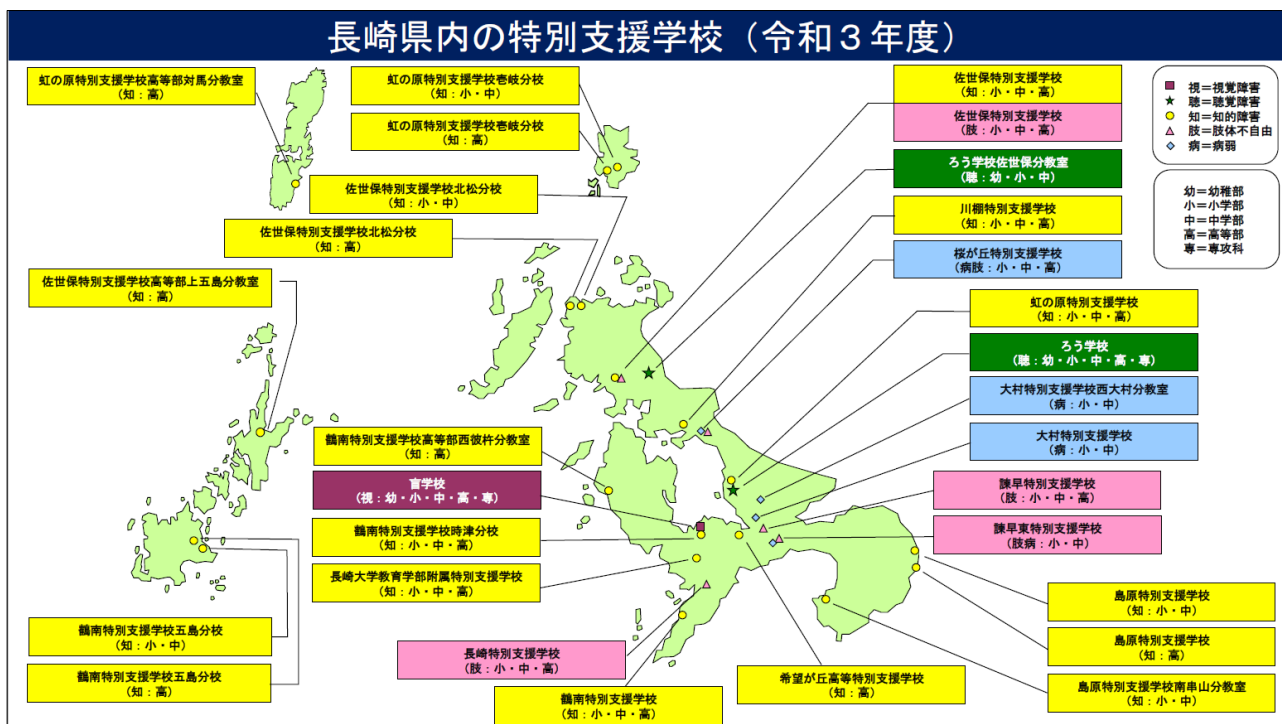 長崎県内の特別支援学校（令和３年度）
虹の原特別支援学校高等部対馬分教室
（知：高）
虹の原特別支援学校壱岐分校
（知：小・中）
虹の原特別支援学校壱岐分校
（知：高）
佐世保特別支援学校北松分校
（知：小・中）
佐世保特別支援学校北松分校
（知：高）
佐世保特別支援学校高等部上五島分教室
（知：高）
鶴南特別支援学校高等部西彼杵分教室
（知：高）
盲学校
（視：幼・小・中・高・専）
鶴南特別支援学校時津分校
（知：小・中・高）
長崎大学教育学部附属特別支援学校
（知：小・中・高）
鶴南特別支援学校五島分校
（知：小・中）
鶴南特別支援学校五島分校
（知：高）
長崎特別支援学校
（肢：小・中・高）
鶴南特別支援学校
（知：小・中・高）
佐世保特別支援学校
（知：小・中・高）
佐世保特別支援学校
（肢：小・中・高）
ろう学校佐世保分教室
（聴：幼・小・中）
川棚特別支援学校
（知：小・中・高）
桜が丘特別支援学校
（病肢：小・中・高）
虹の原特別支援学校
（知：小・中・高）
ろう学校
（聴：幼・小・中・高・専）
大村特別支援学校西大村分教室
（病：小・中）
大村特別支援学校
（病：小・中）
諫早特別支援学校
（肢：小・中・高）
諫早東特別支援学校
（肢病：小・中）
島原特別支援学校
（知：小・中）
島原特別支援学校
（知：高）
島原特別支援学校南串山分教室
（知：小・中）
希望が丘高等特別支援学校
（知：高）
視＝視覚障害
聴＝聴覚障害
知＝知的障害
肢＝肢体不自由
病＝病弱
幼＝幼稚部
小＝小学部
中＝中学部
高＝高等部
専＝専攻科